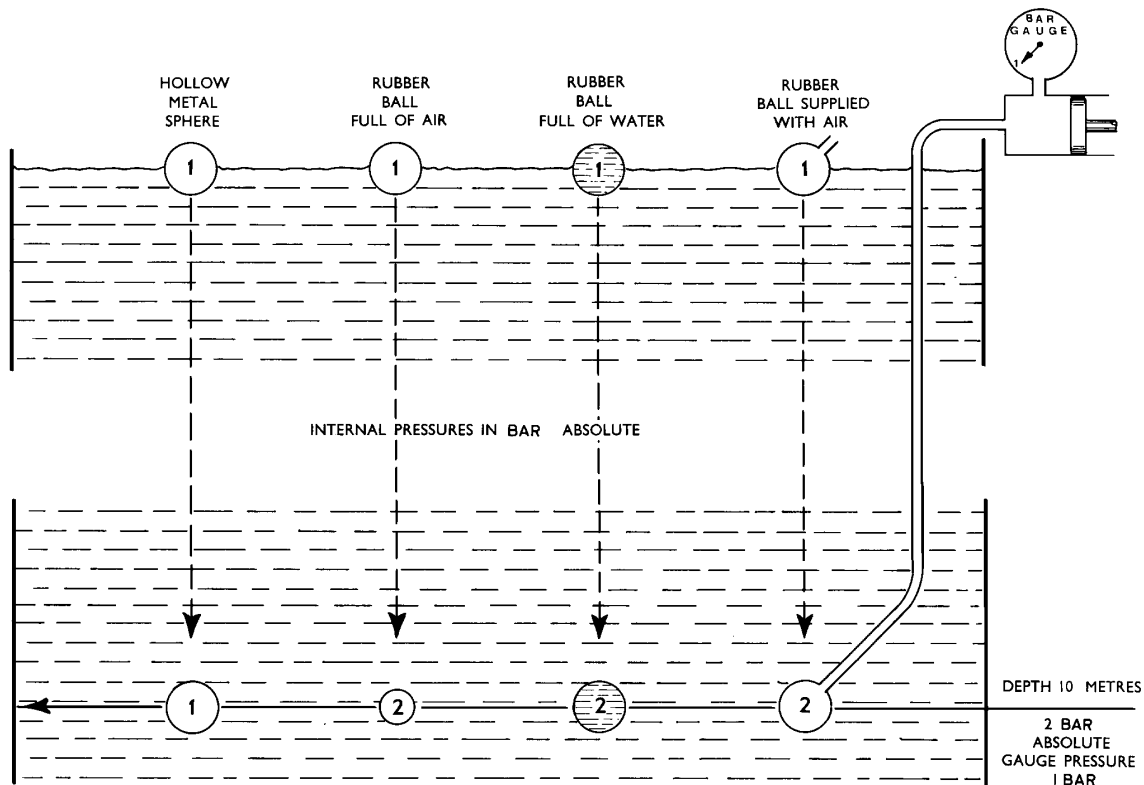 BAR
GAUGE
1
HOLLOW
METAL
SPHERE
RUBBER
BALL
FULL OF AIR
RUBBER
BALL
FULL OF WATER
RUBBER
BALL SUPPLIED
WITH AIR
1
1
1
1
INTERNAL PRESSURES IN BAR ABSOLUTE
1
2
2
2
DEPTH 10 METRES
2 BAR
ABSOLUTE
GAUGE PRESSURE
1 BAR